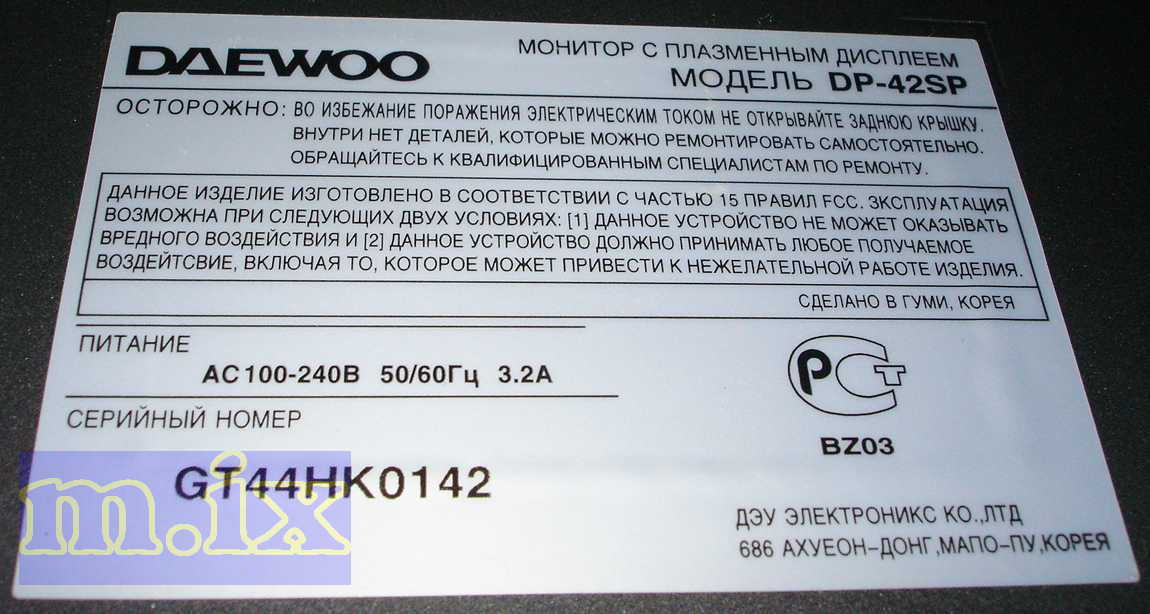 DAEWOO
МОНИТОР С ПЛАЗМЕННЫМ ДИСПЛЕЕМ
МОДЕЛЬ DP-42SP
ОСТОРОЖНО: ВО ИЗБЕЖАНИЕ ПОРАЖЕНИЯ ЭЛЕКТРИЧЕСКИМ ТОКОМ НЕ ОТКРЫВАЙТЕ ЗАДНЮЮ КРЫШКУ.
ВНУТРИ НЕТ ДЕТАЛЕЙ, КОТОРЫЕ МОЖНО РЕМОНТИРОВАТЬ САМОСТОЯТЕЛЬНО.
ОБРАЩАЙТЕСЬ К КВАЛИФИЦИРОВАННЫМ СПЕЦИАЛИСТАМ ПО РЕМОНТУ.
ДАННОЕ ИЗДЕЛИЕ ИЗГОТОВЛЕНО В СООТВЕТСТВИИ С ЧАСТЬЮ 15 ПРАВИЛ FCC. ЗКСПЛУАТАЦИЯ
ВОЗМОЖНА ПРИ СЛЕДУЮЩИХ ДВУХ УСЛОВИЯХ: [1] ДАННОЕ УСТРОЙСТВО НЕ МОЖЕТ ОКАЗЫВАТЬ
ВРЕДНОГО ВОЗДЕЙСТВИЯ И [2] ДАННОЕ УСТРОЙСТВО ДОЛЖНО ПРИНИМАТЬ ЛЮБОЕ ПОЛУЧАЕМОЕ
ВОЗДЕЙТСВИЕ, ВКЛЮЧАЯ ТО, КОТОРОЕ МОЖЕТ ПРИВЕСТИ К НЕЖЕЛАТЕЛЬНОЙ РАБОТЕ ИЗДЕЛИЯ.
СДЕЛАНО В ГУМИ, КОРЕЯ
ПИТАНИЕ
AC 100-240В 50/60Гц 3.2А
СЕРИЙНЫЙ НОМЕР
GT44HK0142
РСТ
BZ03
ДЭУ ЭЛЕКТРОНИКС КО.,ЛТД
686 АХУЕОН-ДОНГ,МАПО-ПУ,КОРЕЯ
m.ix